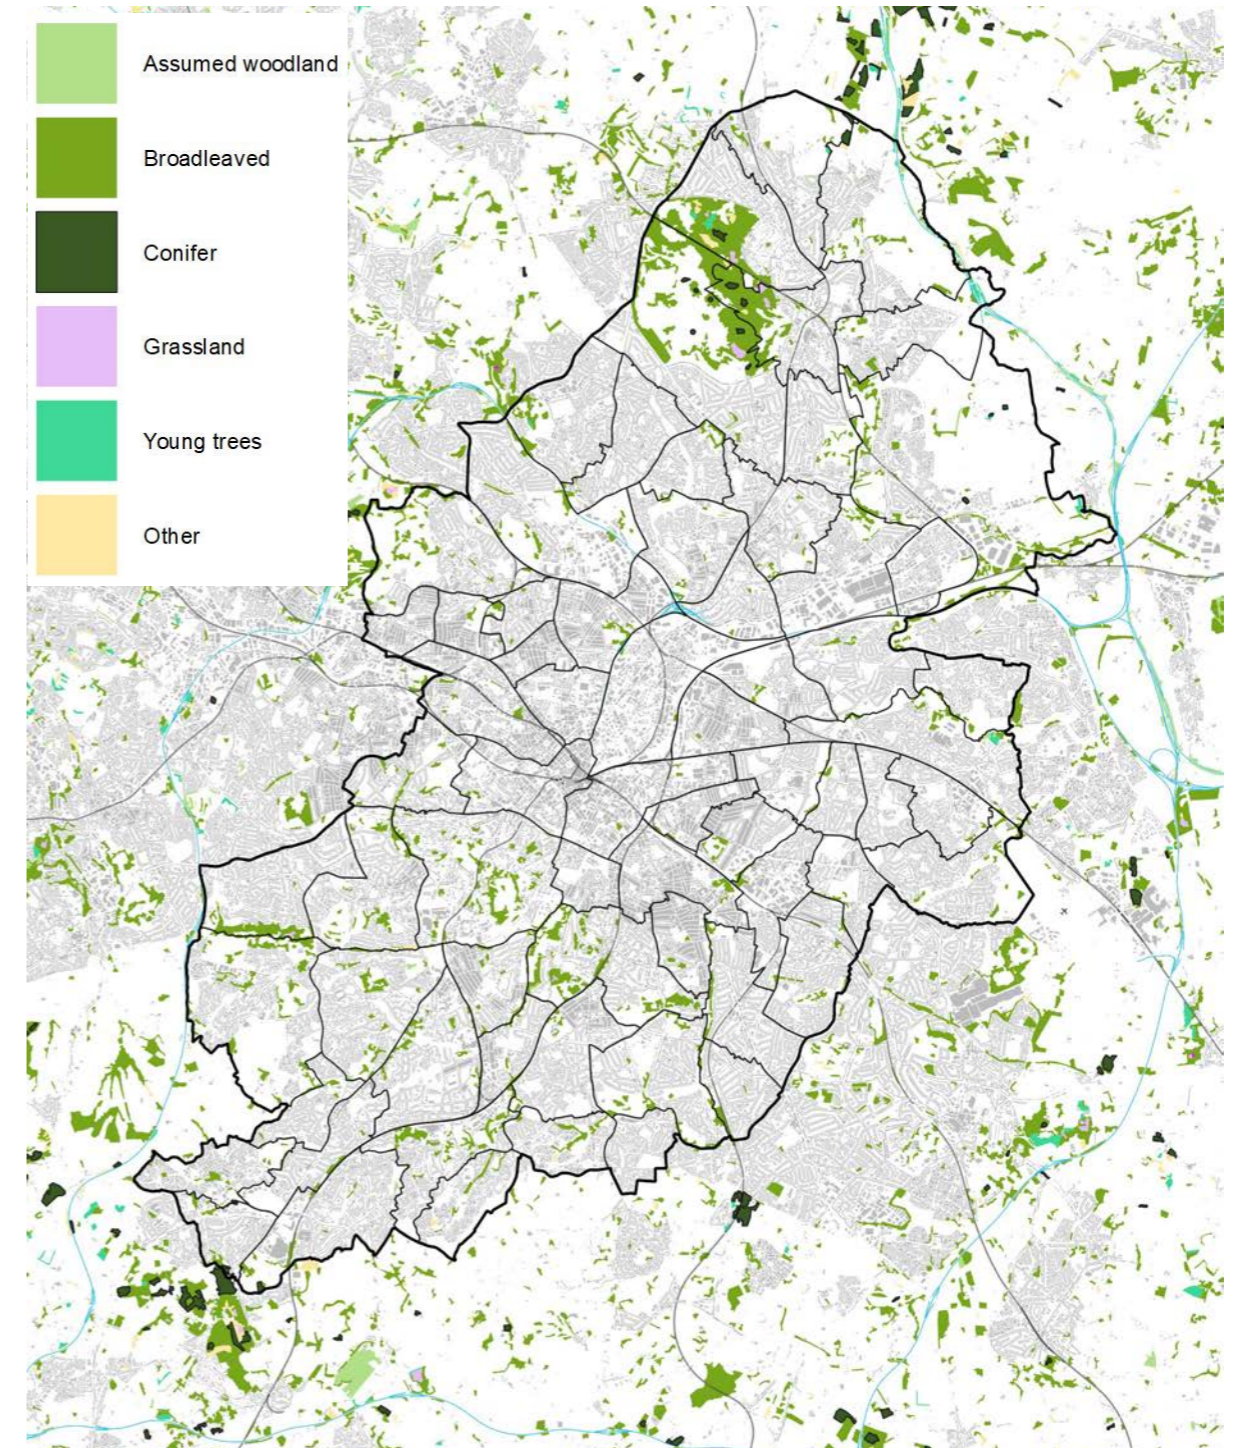 Assumed woodland
Broadleaved
Conifer
Grassland
Young trees
Other